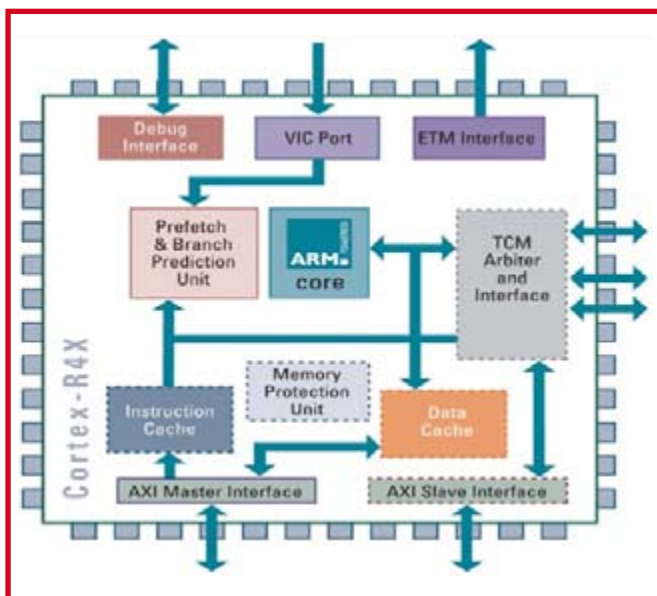 Debug
Interface
VIC Port
ETM Interface
Prefetch
& Branch
Prediction
Unit
ARM
POWERED
core
TCM
Arbiter
and
Interface
Memory
Protection
Unit
Instruction
Cache
Data
Cache
AXI Master Interface
AXI Slave Interface
Cortex-R4X